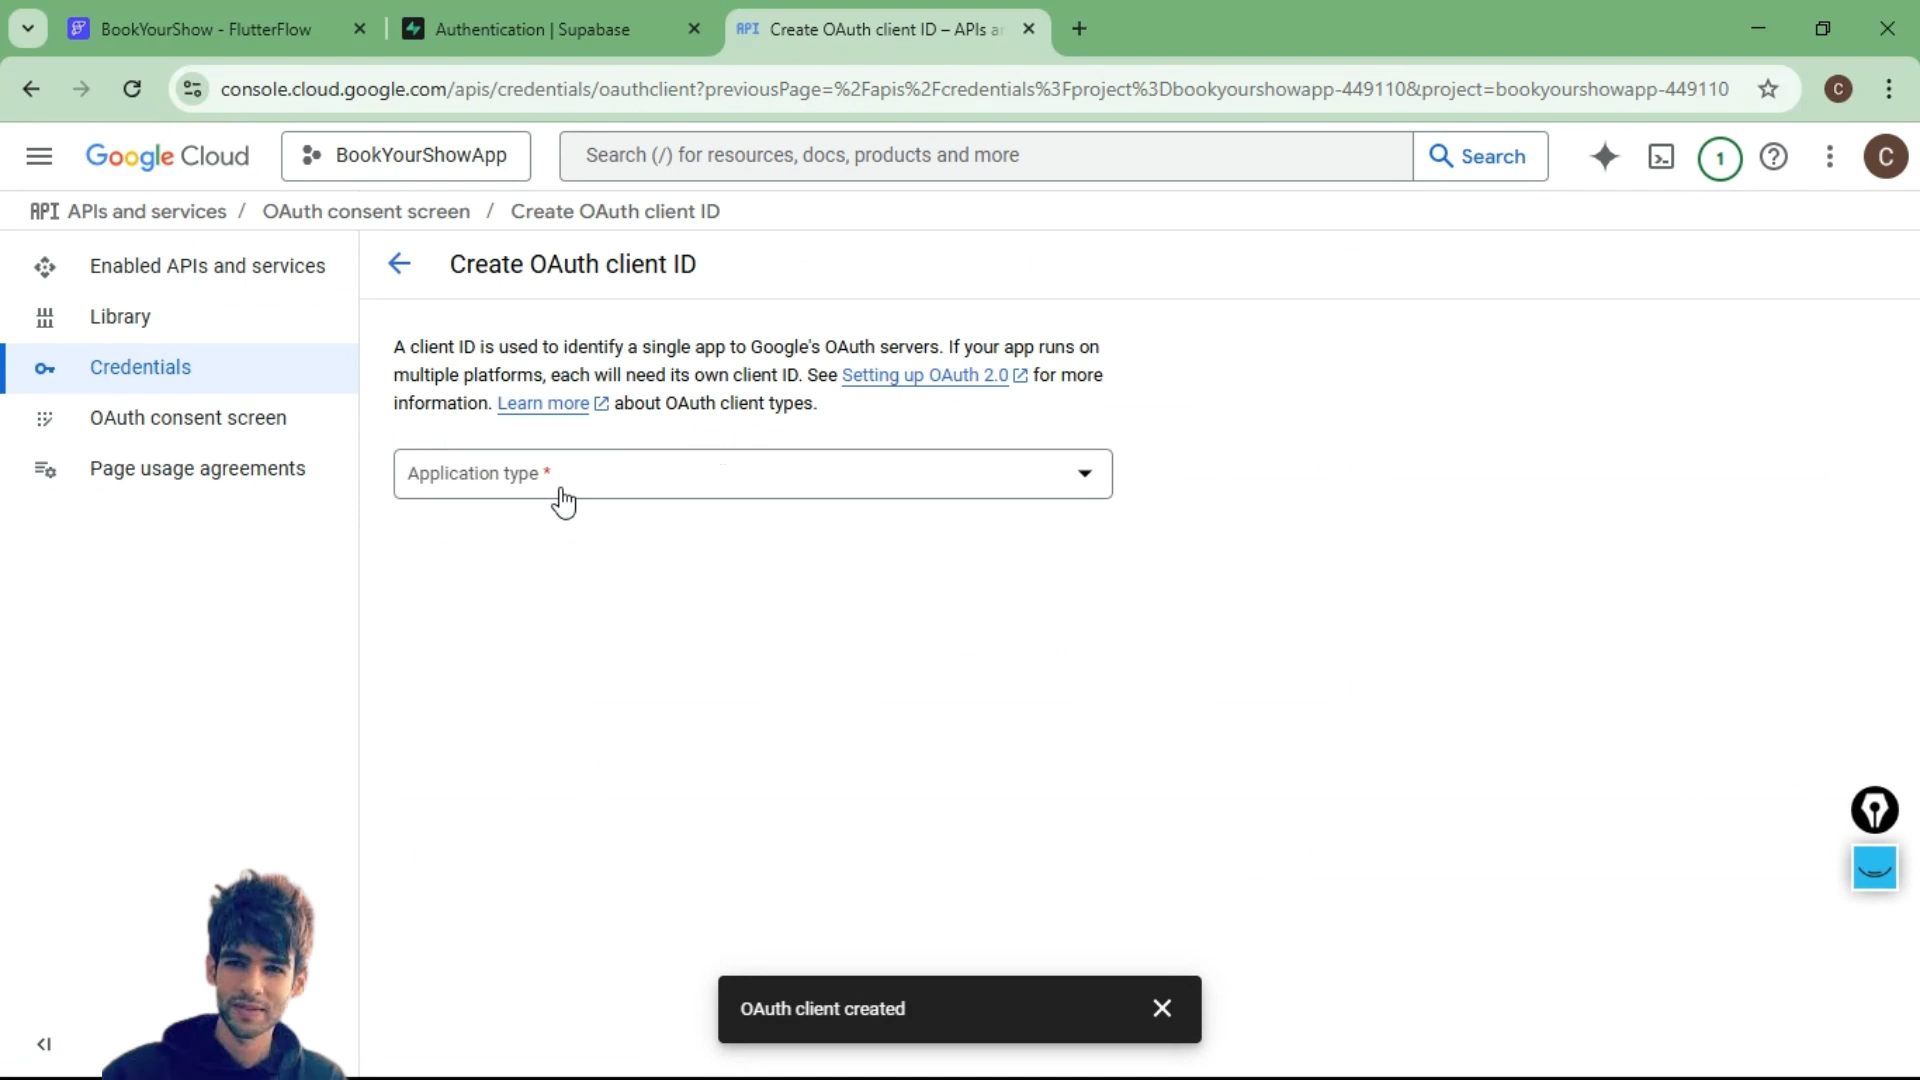 BookYourShow - FlutterFlow
Authentication | Supabase
API Create OAuth client ID – APIs a
console.cloud.google.com/apis/credentials/oauthclient?previousPage=%2Fapis%2Fcredentials%3Fproject%3Dbookyourshowapp-449110&project=bookyourshowapp-449110
C
Google Cloud
BookYourShowApp
Search (/) for resources, docs, products and more
Search
1
C
API APIs and services / OAuth consent screen / Create OAuth client ID
Enabled APIs and services
Library
Credentials
OAuth consent screen
Page usage agreements
Create OAuth client ID
A client ID is used to identify a single app to Google's OAuth servers. If your app runs on
multiple platforms, each will need its own client ID. See Setting up OAuth 2.0 for more
information. Learn more about OAuth client types.
Application type *
OAuth client created